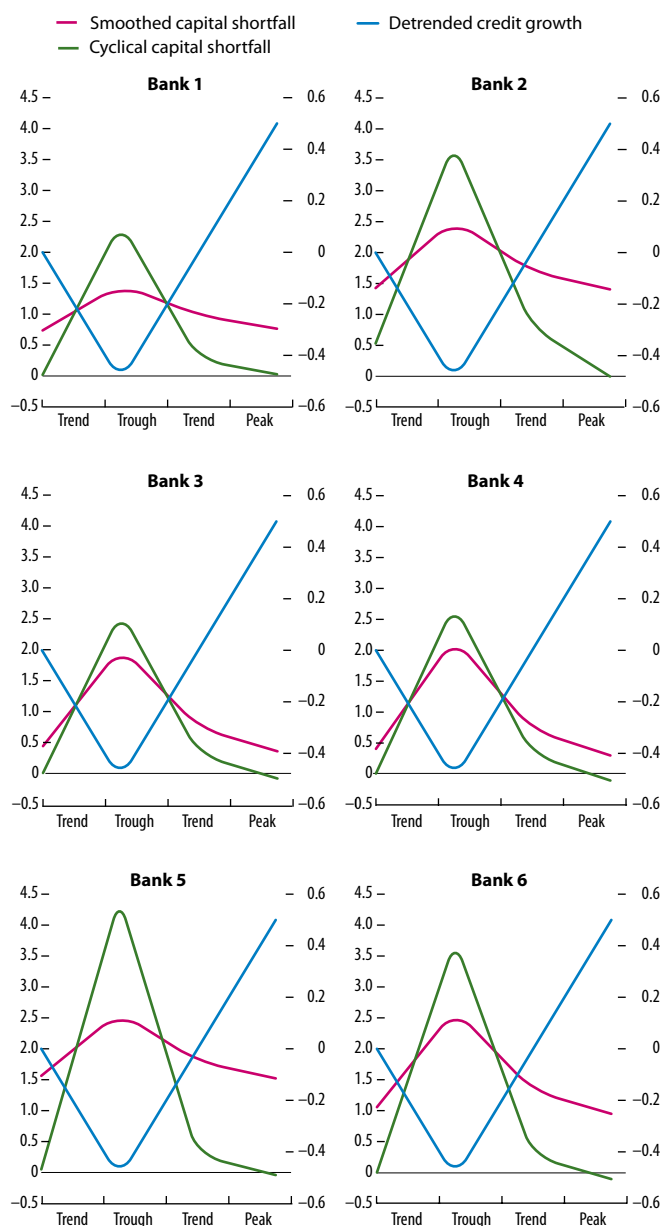 Smoothed capital shortfall Detrended credit growth
Cyclical capital shortfall
Bank 1 Bank 2
4.5 0.6 4.5 0.6
4.0 4.0
3.5 0.4 3.5 0.4
3.0 3.0
2.5 0.2 2.5 0.2
2.0 0 2.0 0
1.5 1.5
1.0 −0.2 1.0 −0.2
0.5 0.5
0 −0.4 0 −0.4
−0.5 −0.6 −0.5 −0.6
Trend Trough Trend Peak Trend Trough Trend Peak
Bank 3 Bank 4
4.5 0.6 4.5 0.6
4.0 4.0
3.5 0.4 3.5 0.4
3.0 3.0
2.5 0.2 2.5 0.2
2.0 0 2.0 0
1.5 1.5
1.0 −0.2 1.0 −0.2
0.5 0.5
0 −0.4 0 −0.4
−0.5 −0.6 −0.5 −0.6
Trend Trough Trend Peak Trend Trough Trend Peak
Bank 5 Bank 6
4.5 0.6 4.5 0.6
4.0 4.0
3.5 0.4 3.5 0.4
3.0 3.0
2.5 0.2 2.5 0.2
2.0 0 2.0 0
1.5 1.5
1.0 −0.2 1.0 −0.2
0.5 0.5
0 −0.4 0 −0.4
−0.5 −0.6 −0.5 −0.6
Trend Trough Trend Peak Trend Trough Trend Peak